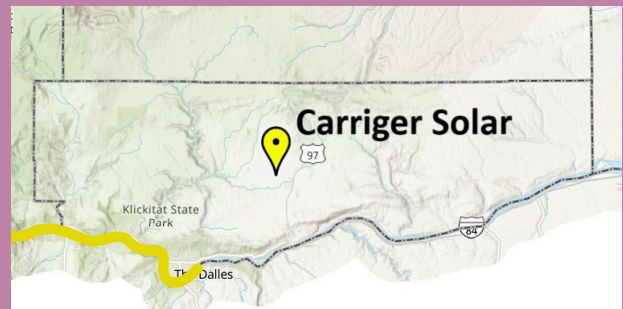 Carriger Solar
97
Klickitat State
Park
84
The Dalles